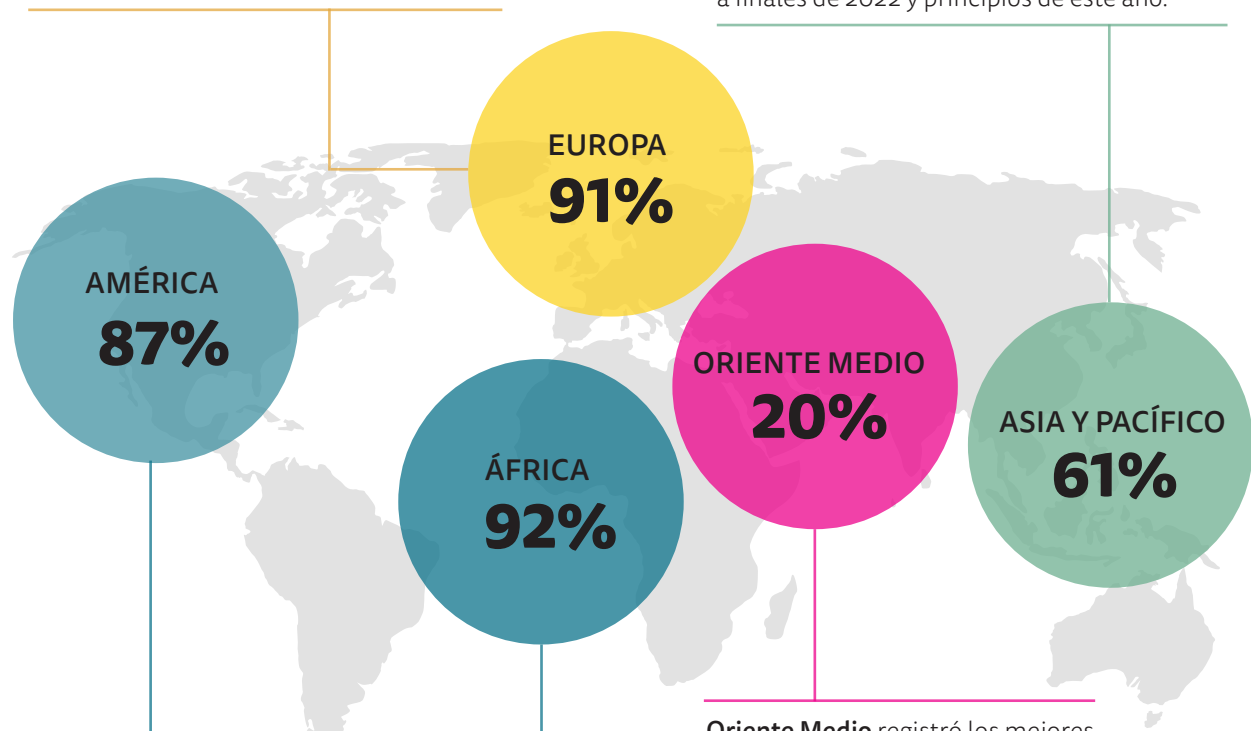 a finales de 2022 y principios de este año.
EUROPA
91%
AMÉRICA
87%
ORIENTE MEDIO
20%
ASIA Y PACÍFICO
61%
ÁFRICA
92%
Oriente Medio registró los mejores